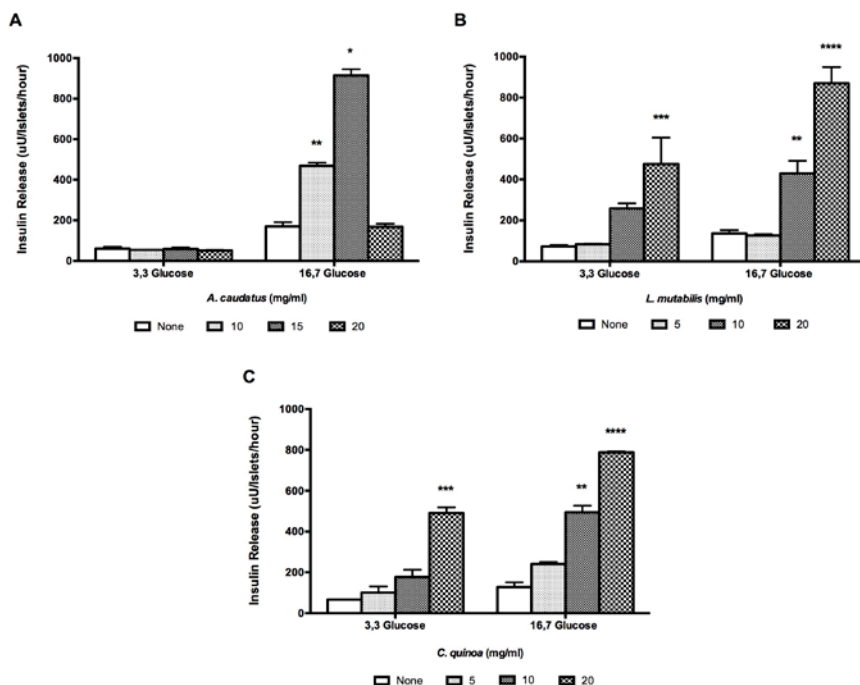 A
Insulin Release (uU/Islets/hour)
1000
800
600
400
200
0
*
**
3,3 Glucose 16,7 Glucose
A. caudatus (mg/ml)
None 10 15 20
B
Insulin Release (uU/Islets/hour)
1000
800
600
400
200
0
****
***
**
3,3 Glucose 16,7 Glucose
L. mutabilis (mg/ml)
None 5 10 20
C
Insulin Release (uU/Islets/hour)
1000
800
600
400
200
0
****
***
**
3,3 Glucose 16,7 Glucose
C. quinoa (mg/ml)
None 5 10 20